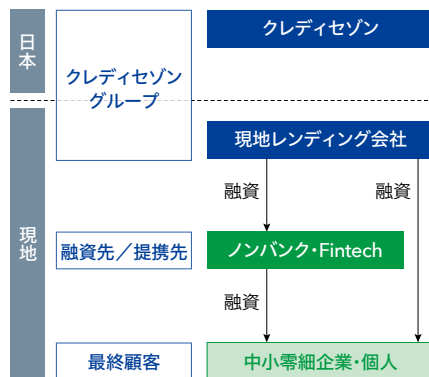 日本
クレディセゾン
グループ
クレディセゾン
現地
現地レンディング会社
融資
融資
融資先／提携先
ノンバンク・Fintech
融資
最終顧客
中小零細企業・個人